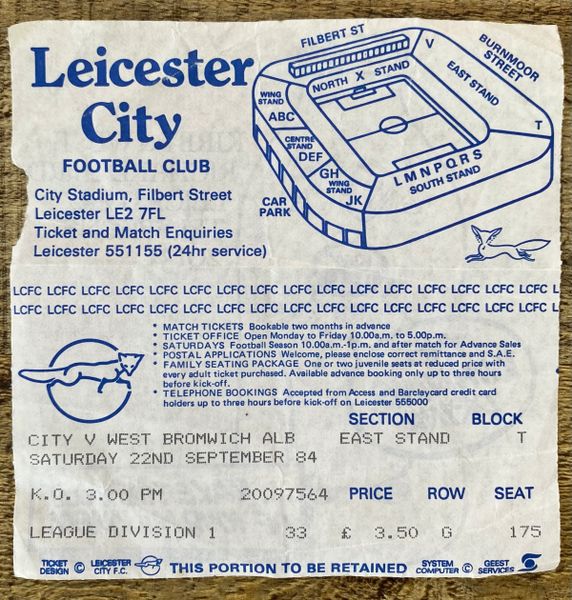 Leicester
City
FOOTBALL CLUB
City Stadium, Filbert Street
Leicester LE2 7FL
Ticket and Match Enquiries
Leicester 551155 (24hr service)
FILBERT ST
BURNMOOR
STREET
NORTH X STAND
V
EAST STAND
T
WING
STAND
ABC
CENTRE
STAND
DEF
GH
WING
STAND
JK
LMNPQRS
SOUTH STAND
CAR
PARK
LCFC LCFC LCFC LCFC LCFC LCFC LCFC LCFC LCFC LCFC LCFC LCFC LCFC LCFC LCFC LCFC L
LCFC LCFC LCFC LCFC LCFC LCFC LCFC LCFC LCFC LCFC LCFC LCFC LCFC LCFC LCFC LCFC L
• MATCH TICKETS Bookable two months in advance
• TICKET OFFICE Open Monday to Friday 10.00a.m. to 5.00p.m.
• SATURDAYS Football Season 10.00a.m.-1p.m. and after match for Advance Sales
• POSTAL APPLICATIONS Welcome, please enclose correct remittance and S.A.E.
• FAMILY SEATING PACKAGE One or two juvenile seats at reduced price with
every adult ticket purchased. Available advance booking only up to three hours
before kick-off.
• TELEPHONE BOOKINGS Accepted from Access and Barclaycard credit card
holders up to three hours before kick-off on Leicester 555000
SECTION BLOCK
CITY V WEST BROMWICH ALB EAST STAND T
SATURDAY 22ND SEPTEMBER 84
K.O. 3.00 PM 20097564 PRICE ROW SEAT
LEAGUE DIVISION 1 33 £ 3.50 G 175
TICKET DESIGN © LEICESTER CITY F.C. THIS PORTION TO BE RETAINED SYSTEM COMPUTER © GEEST SERVICES